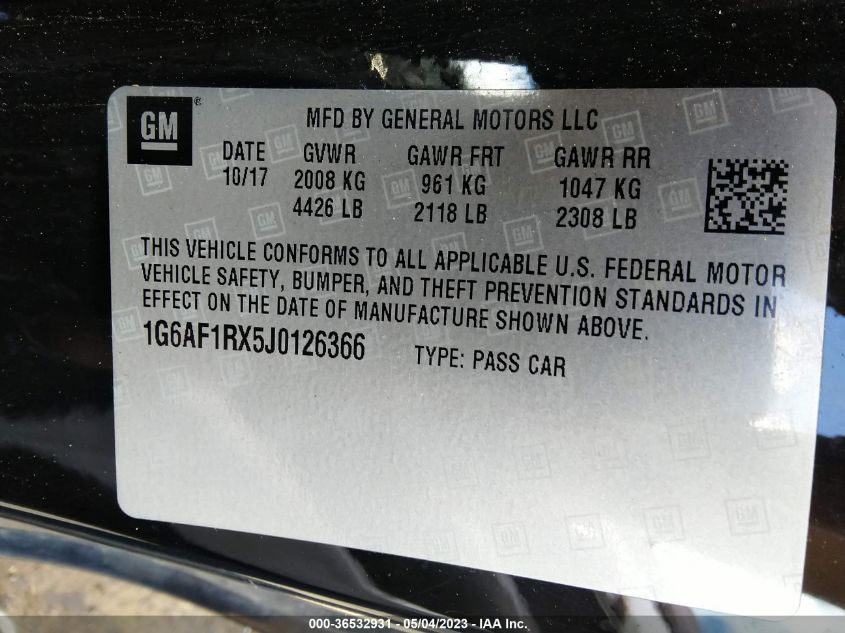 GM ®
MFD BY GENERAL MOTORS LLC
DATE GVWR GAWR FRT GAWR RR
10/17 2008 KG 961 KG 1047 KG
4426 LB 2118 LB 2308 LB
THIS VEHICLE CONFORMS TO ALL APPLICABLE U.S. FEDERAL MOTOR
VEHICLE SAFETY, BUMPER, AND THEFT PREVENTION STANDARDS IN
EFFECT ON THE DATE OF MANUFACTURE SHOWN ABOVE.
1G6AF1RX5J0126366 TYPE: PASS CAR
000-36532931 - 05/04/2023 - IAA Inc.